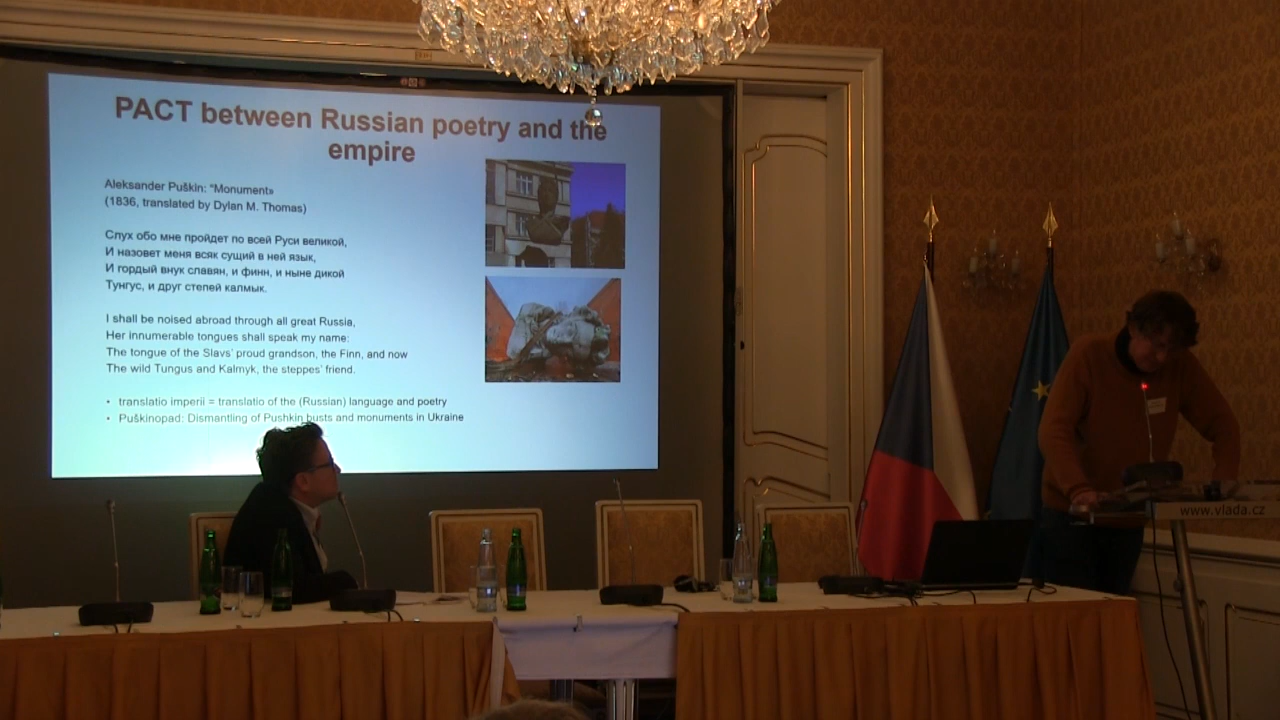 PACT between Russian poetry and the
empire
Aleksander Puškin: "Monument»
(1836, translated by Dylan M. Thomas)
Слух обо мне пройдет по всей Руси великой,
И назовет меня всяк сущий в ней язык,
И гордый внук славян, и финн, и ныне дикой
Тунгус, и друг степей калмык.
I shall be noised abroad through all great Russia,
Her innumerable tongues shall speak my name:
The tongue of the Slavs' proud grandson, the Finn, and now
The wild Tungus and Kalmyk, the steppes' friend.
• translatio imperii = translatio of the (Russian) language and poetry
• Puškinopad: Dismantling of Pushkin busts and monuments in Ukraine
www.vlada.cz